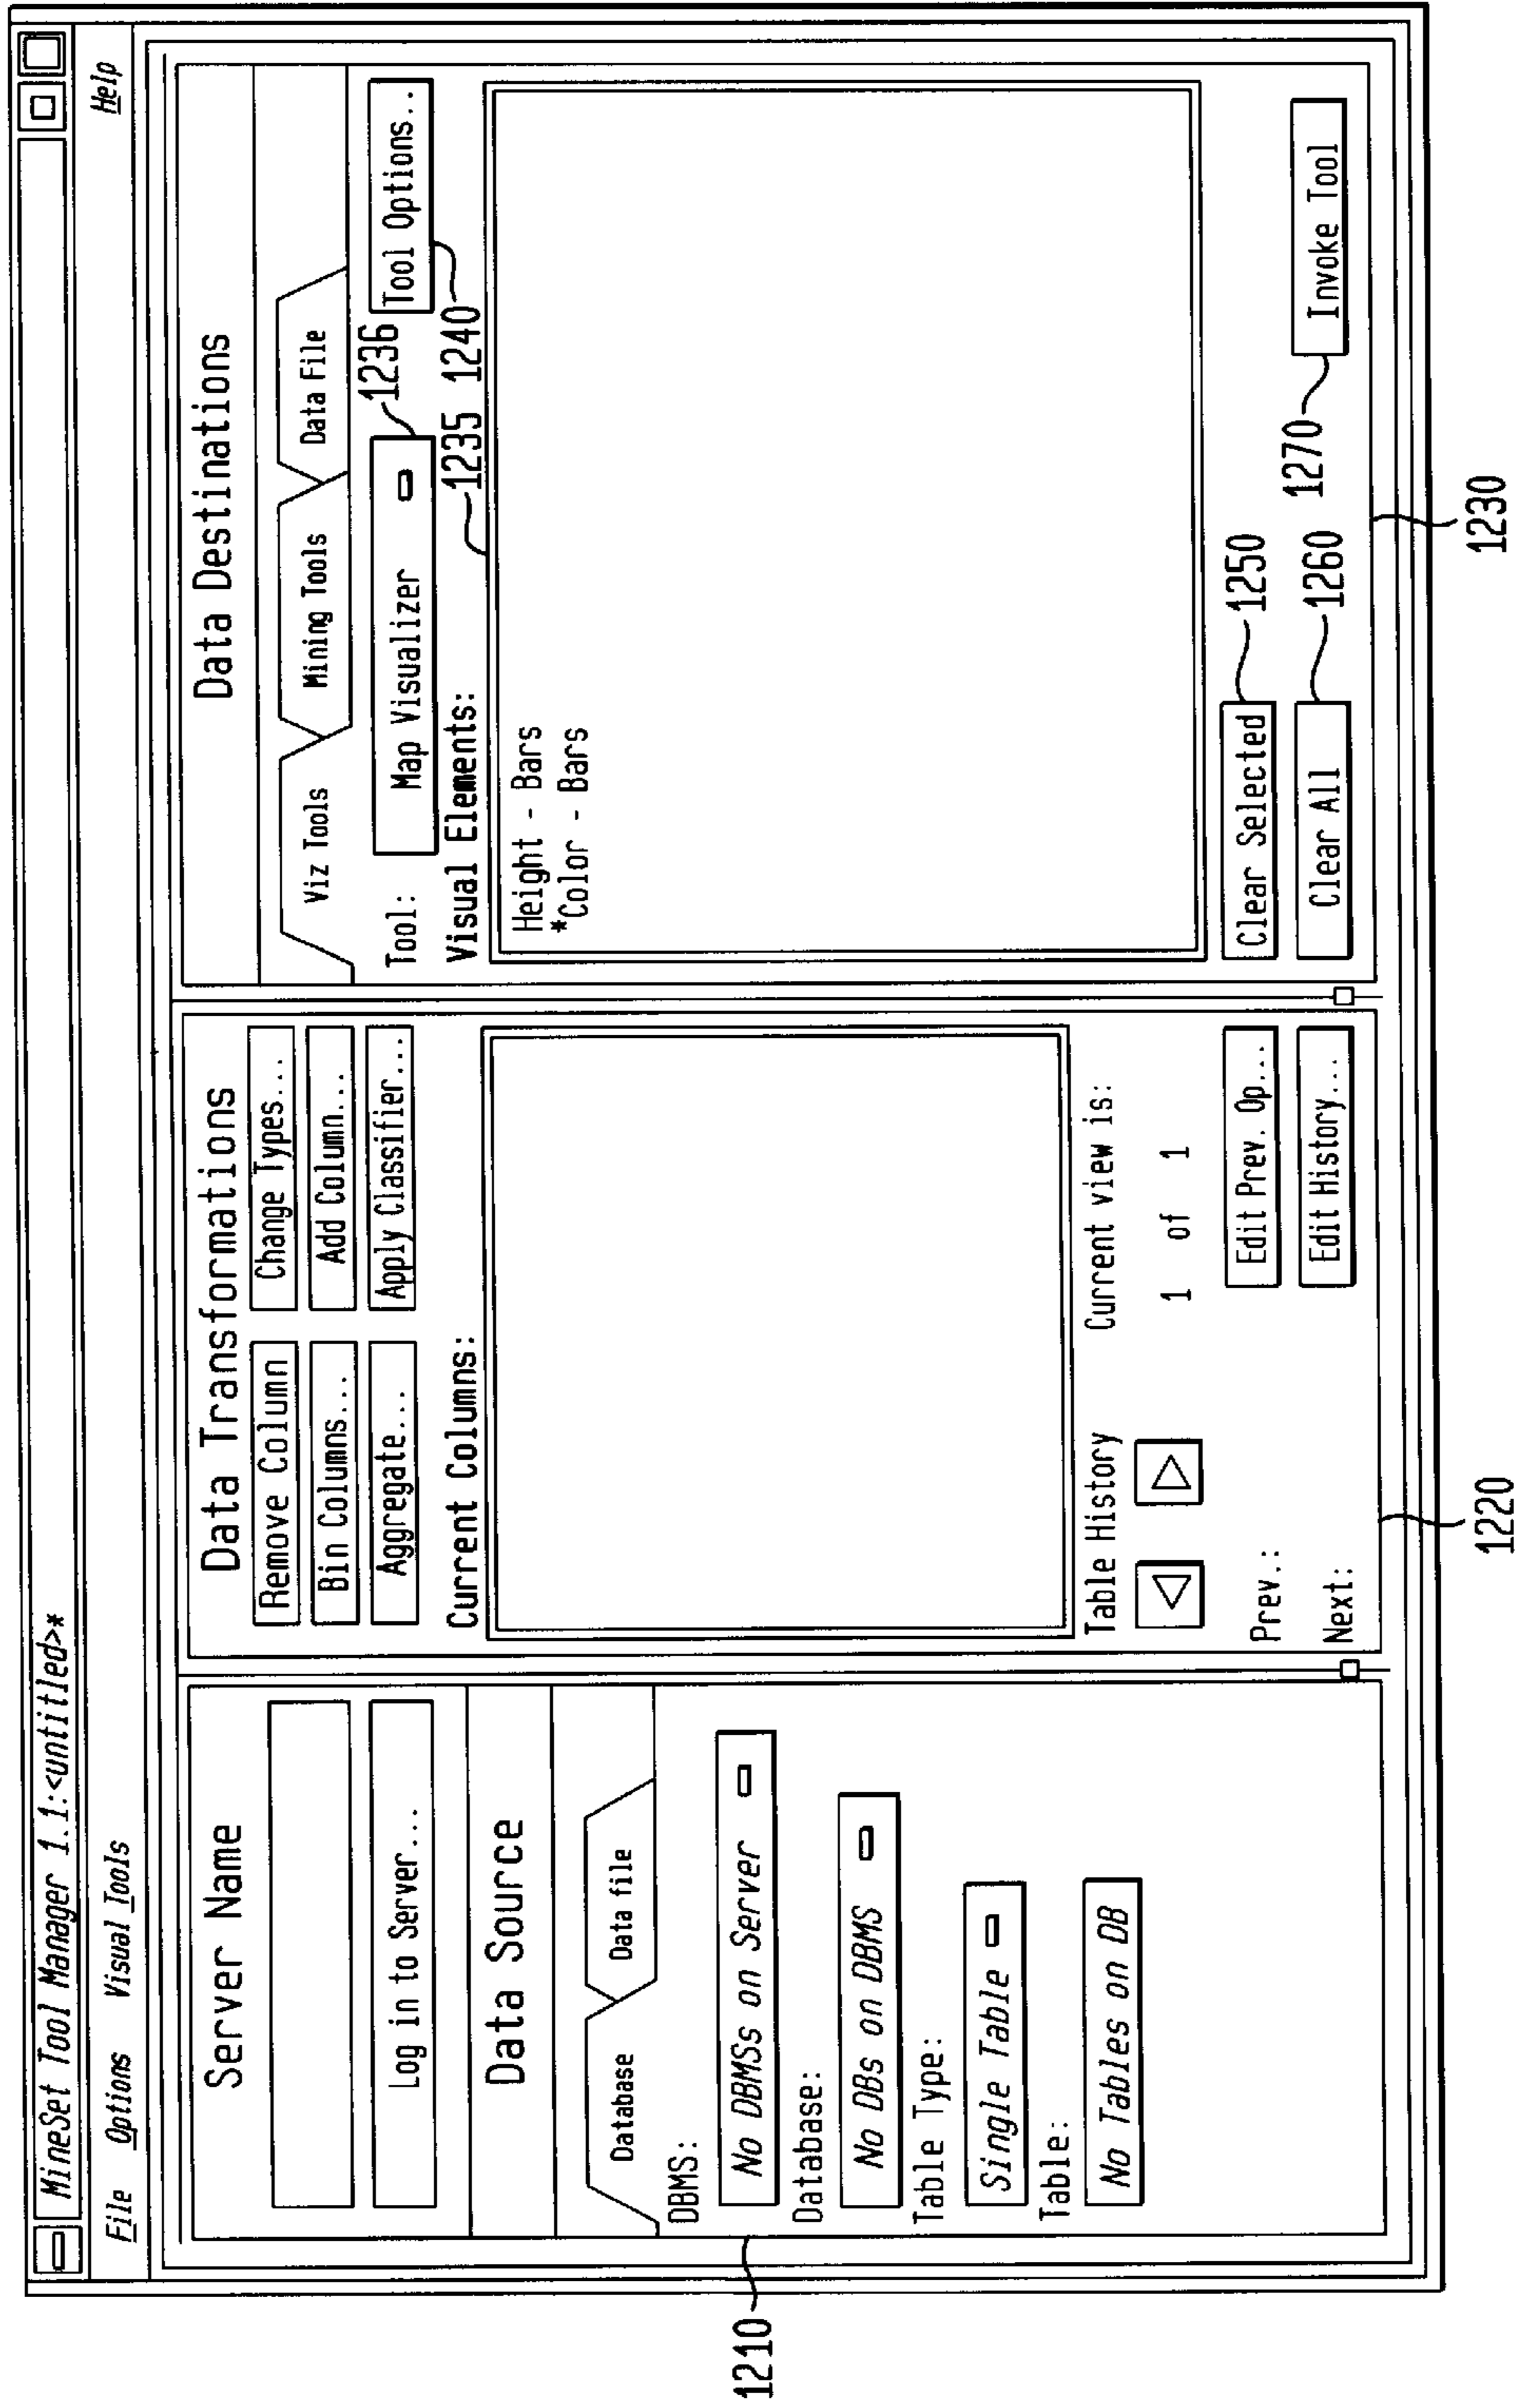 MineSet Tool Manager 1.1:<untitled>*
File Options Visual Tools Help
Server Name
Log in to Server...
Data Source
Database Data file
DBMS:
No DBMSs on Server
Database:
No DBs on DBMS
Table Type:
Single Table
Table:
No Tables on DB
1210
Data Transformations
Remove Column Change Types...
Bin Columns... Add Column...
Aggregate... Apply Classifier...
Current Columns:
Table History Current view is:
1 of 1
Prev.: Edit Prev. Op...
Next: Edit History...
1220
Data Destinations
Viz Tools Mining Tools Data File
Tool: Map Visualizer 1236 Tool Options..
Visual Elements: 1235 1240
Height - Bars
*Color - Bars
Clear Selected 1250
Clear All 1260 1270 Invoke Tool
1230